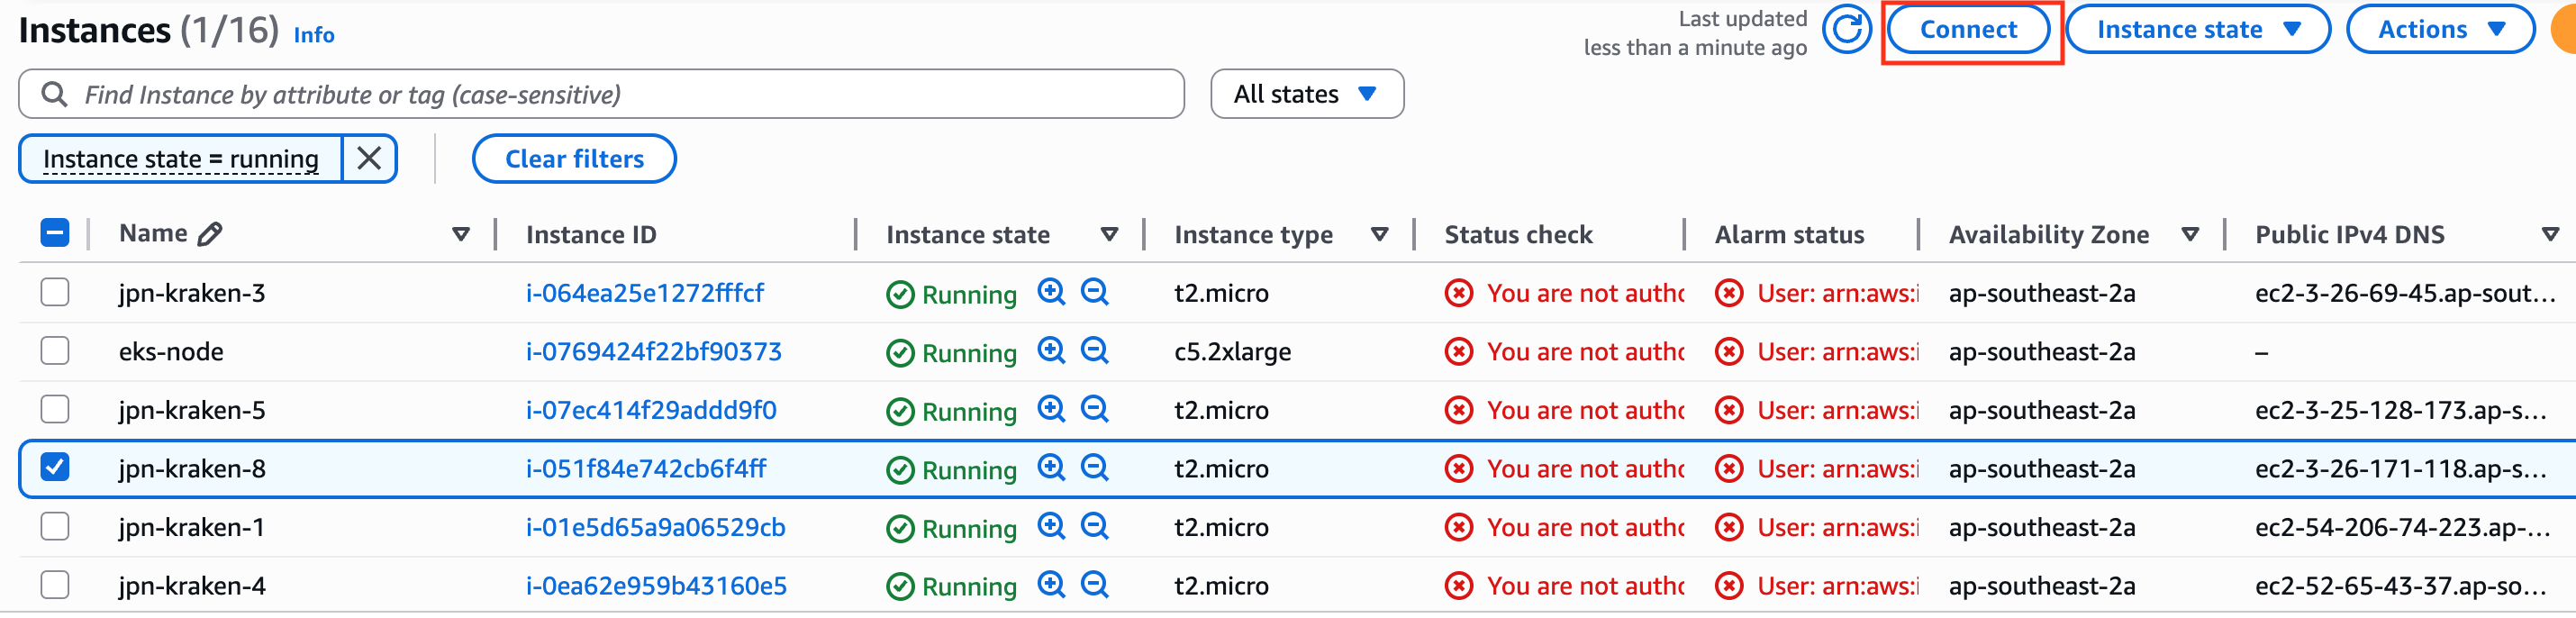 Instances (1/16) Info
Last updated
less than a minute ago
Connect
Instance state
Actions
Find Instance by attribute or tag (case-sensitive)
All states
Instance state = running
Clear filters
Name Instance ID Instance state Instance type Status check Alarm status Availability Zone Public IPv4 DNS
jpn-kraken-3 i-064ea25e1272fffcf Running t2.micro You are not autho User: arn:aws:i ap-southeast-2a ec2-3-26-69-45.ap-sout...
eks-node i-0769424f22bf90373 Running c5.2xlarge You are not autho User: arn:aws:i ap-southeast-2a –
jpn-kraken-5 i-07ec414f29addd9f0 Running t2.micro You are not autho User: arn:aws:i ap-southeast-2a ec2-3-25-128-173.ap-s...
jpn-kraken-8 i-051f84e742cb6f4ff Running t2.micro You are not autho User: arn:aws:i ap-southeast-2a ec2-3-26-171-118.ap-s...
jpn-kraken-1 i-01e5d65a9a06529cb Running t2.micro You are not autho User: arn:aws:i ap-southeast-2a ec2-54-206-74-223.ap-...
jpn-kraken-4 i-0ea62e959b43160e5 Running t2.micro You are not autho User: arn:aws:i ap-southeast-2a ec2-52-65-43-37.ap-so...